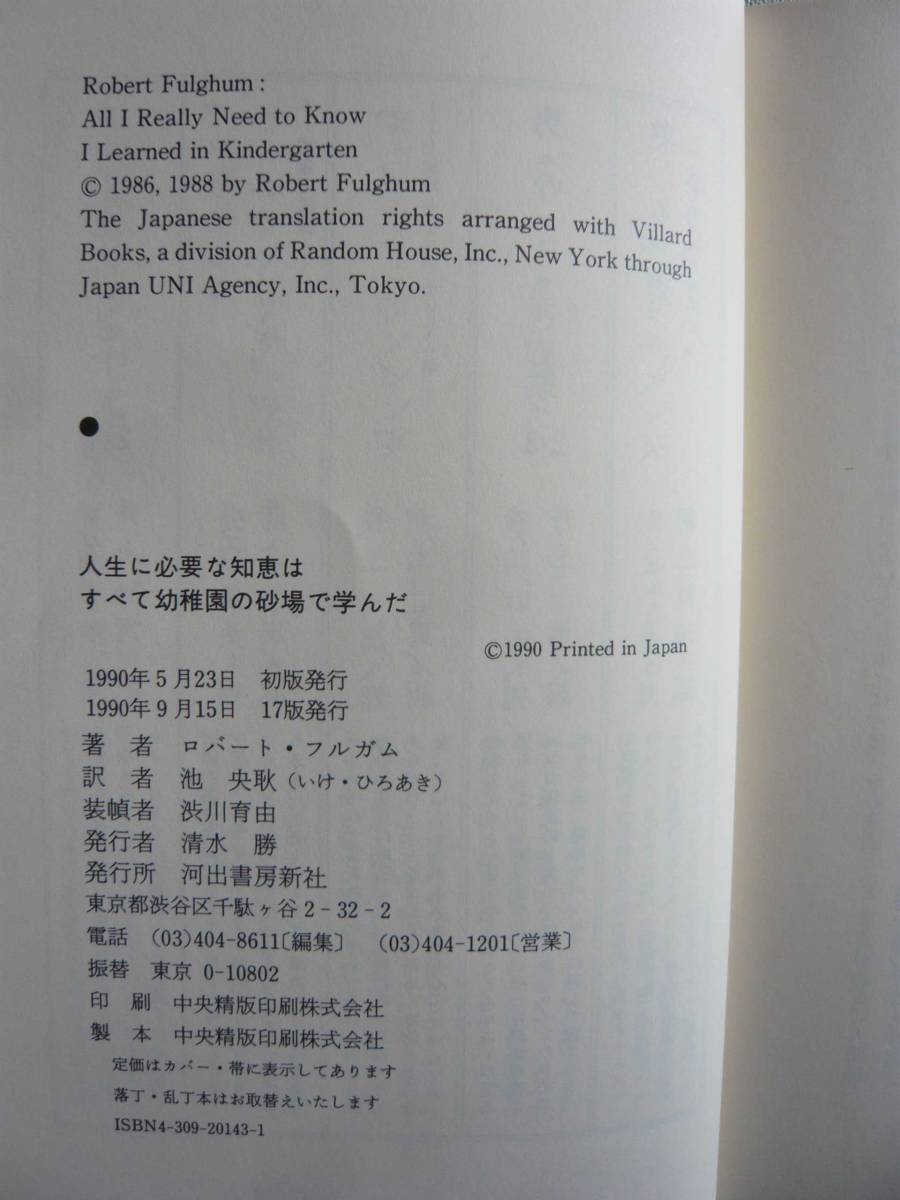 Robert Fulghum:
All I Really Need to Know
I Learned in Kindergarten
© 1986, 1988 by Robert Fulghum
The Japanese translation rights arranged with Villard
Books, a division of Random House, Inc., New York through
Japan UNI Agency, Inc., Tokyo.
●
人生に必要な知恵は
すべて幼稚園の砂場で学んだ
©1990 Printed in Japan
1990年5月23日 初版発行
1990年9月15日 17版発行
著 者 ロバート・フルガム
訳 者 池 央耿(いけ・ひろあき)
装幀者 渋川育由
発行者 清水 勝
発行所 河出書房新社
東京都渋谷区千駄ヶ谷2-32-2
電話 (03)404-8611〔編集〕 (03)404-1201〔営業〕
振替 東京 0-10802
印 刷 中央精版印刷株式会社
製 本 中央精版印刷株式会社
定価はカバー・帯に表示してあります
落丁・乱丁本はお取替えいたします
ISBN4-309-20143-1